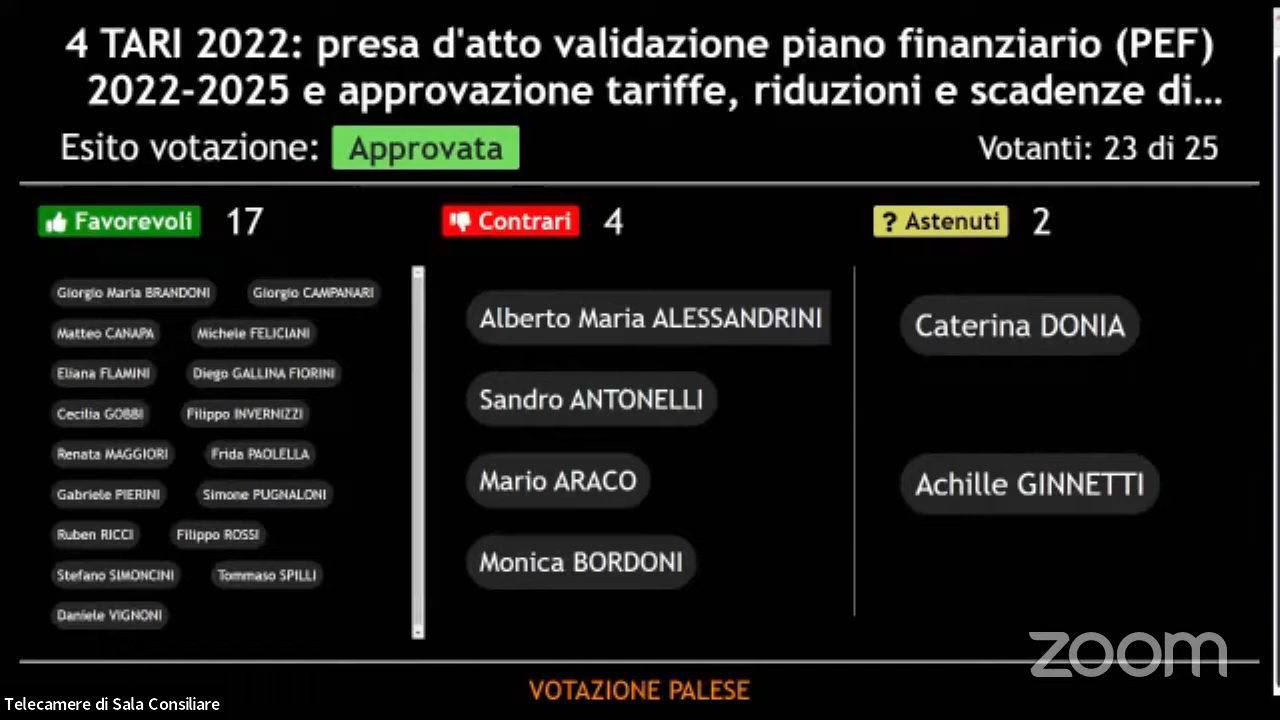 4 TARI 2022: presa d'atto validazione piano finanziario (PEF)
2022-2025 e approvazione tariffe, riduzioni e scadenze di...
Esito votazione: Approvata
Votanti: 23 di 25
Favorevoli 17
Giorgio Maria BRANDONI
Giorgio CAMPANARI
Matteo CANAPA
Michele FELICIANI
Eliana FLAMINI
Diego GALLINA FIORINI
Cecilia GOBBI
Filippo INVERNIZZI
Renata MAGGIORI
Frida PAOLELLA
Gabriele PIERINI
Simone PUGNALONI
Ruben RICCI
Filippo ROSSI
Stefano SIMONCINI
Tommaso SPILLI
Daniele VIGNONI
Contrari 4
Alberto Maria ALESSANDRINI
Sandro ANTONELLI
Mario ARACO
Monica BORDONI
? Astenuti 2
Caterina DONIA
Achille GINNETTI
zoom
VOTAZIONE PALESE
Telecamere di Sala Consiliare